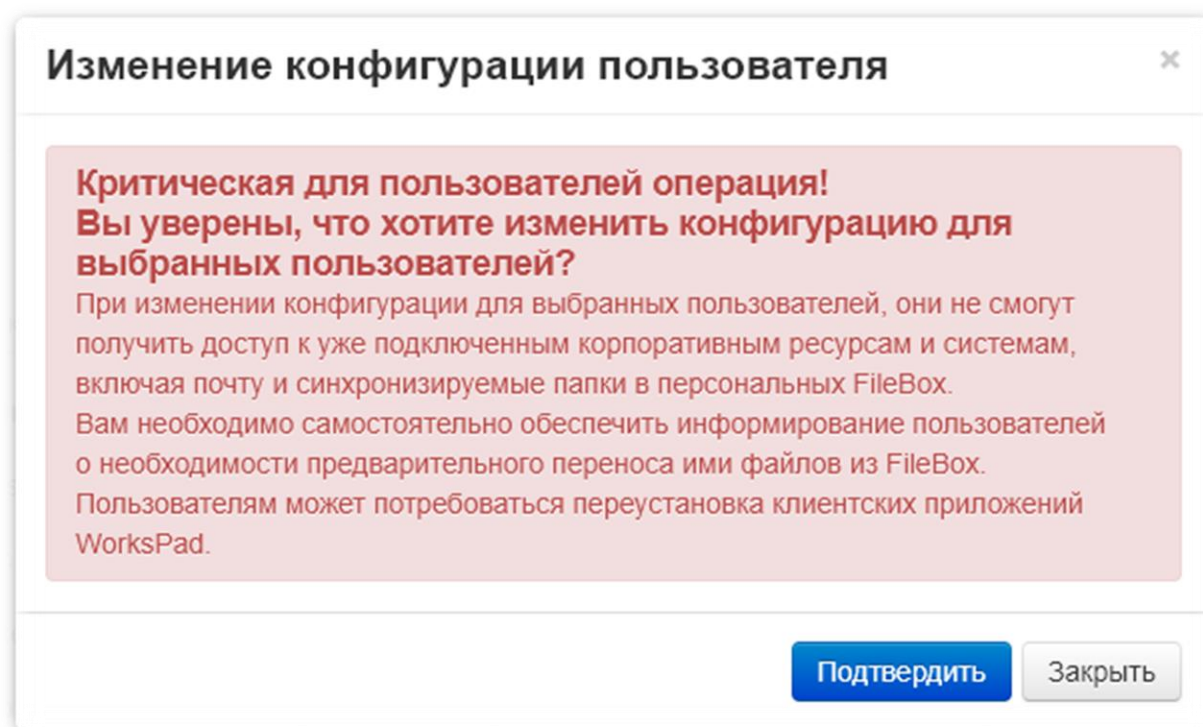 Изменение конфигурации пользователя
×
Критическая для пользователей операция!
Вы уверены, что хотите изменить конфигурацию для
выбранных пользователей?
При изменении конфигурации для выбранных пользователей, они не смогут
получить доступ к уже подключенным корпоративным ресурсам и системам,
включая почту и синхронизируемые папки в персональных FileBox.
Вам необходимо самостоятельно обеспечить информирование пользователей
о необходимости предварительного переноса ими файлов из FileBox.
Пользователям может потребоваться переустановка клиентских приложений
WorksPad.
Подтвердить Закрыть